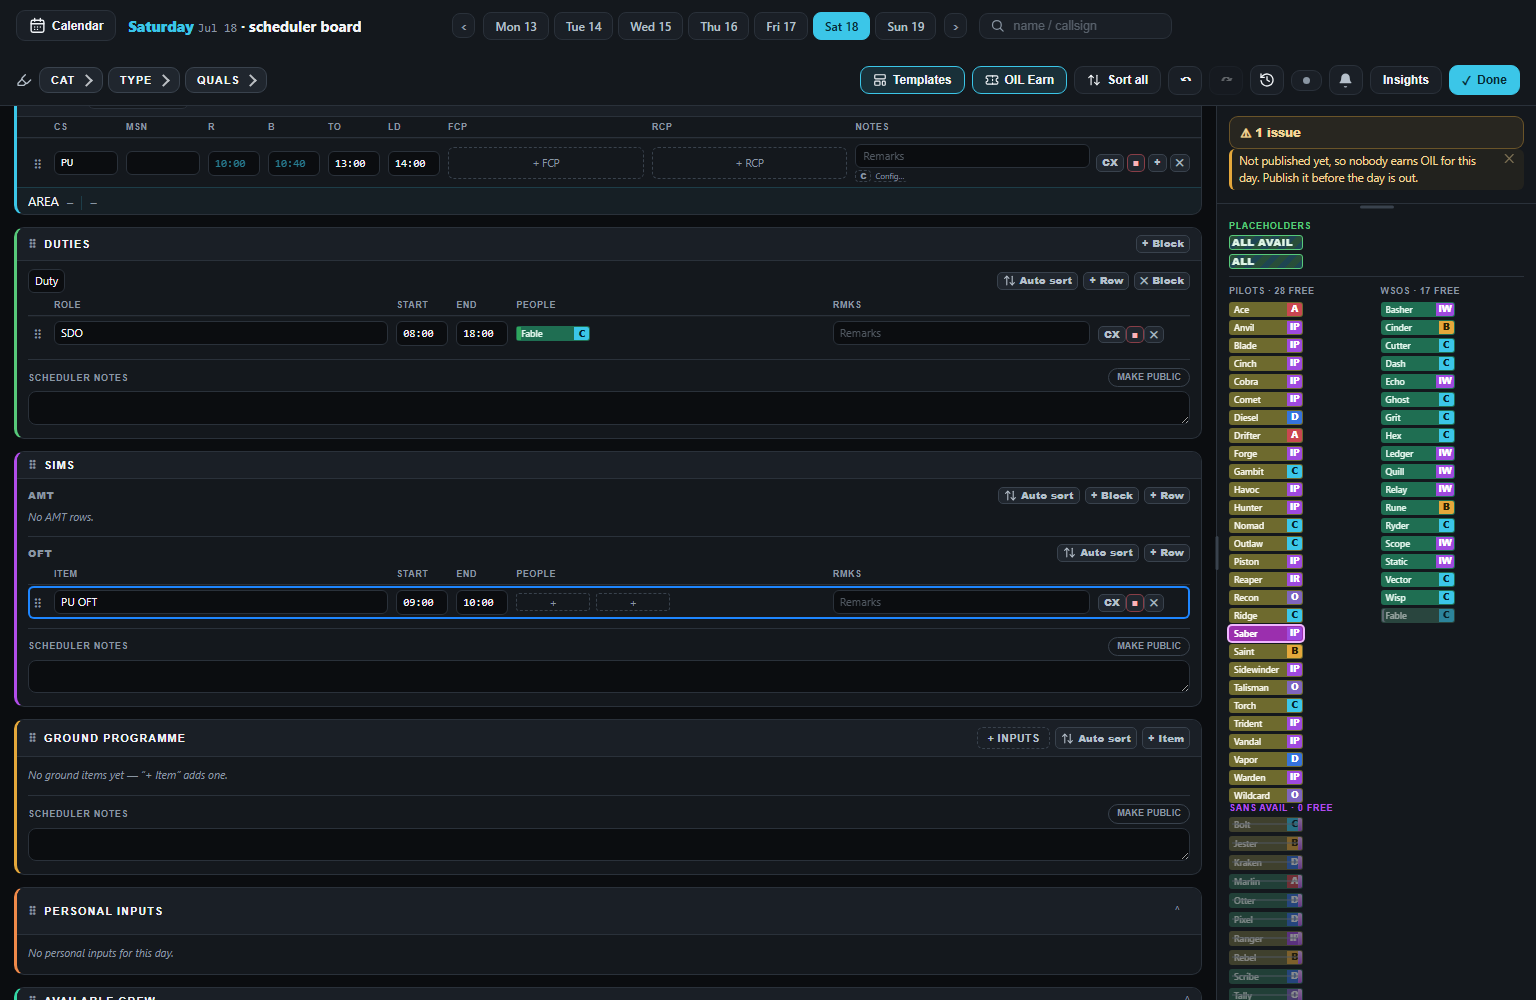 Calendar
Saturday Jul 18 · scheduler board
‹
Mon 13
Tue 14
Wed 15
Thu 16
Fri 17
Sat 18
Sun 19
›
name / callsign
CAT
TYPE
QUALS
Templates
OIL Earn
Sort all
Insights
✓ Done
CS MSN R B TO LD FCP RCP NOTES
PU 10:00 10:40 13:00 14:00 + FCP + RCP Remarks CX + ✕
C Config...
AREA – –
DUTIES
+ Block
Duty
Auto sort
+ Row
✕ Block
ROLE START END PEOPLE RMKS
SDO 08:00 18:00 Fable C Remarks CX ✕
SCHEDULER NOTES
MAKE PUBLIC
SIMS
AMT
Auto sort
+ Block
+ Row
No AMT rows.
OFT
Auto sort
+ Row
ITEM START END PEOPLE RMKS
PU OFT 09:00 10:00 + + Remarks CX ✕
SCHEDULER NOTES
MAKE PUBLIC
GROUND PROGRAMME
+ INPUTS
Auto sort
+ Item
No ground items yet — "+ Item" adds one.
SCHEDULER NOTES
MAKE PUBLIC
PERSONAL INPUTS
No personal inputs for this day.
AVAILABLE CREW
⚠ 1 issue
Not published yet, so nobody earns OIL for this
day. Publish it before the day is out.
PLACEHOLDERS
ALL AVAIL
ALL
PILOTS · 28 FREE
Ace A
Anvil IP
Blade IP
Cinch IP
Cobra IP
Comet IP
Diesel D
Drifter A
Forge IP
Gambit C
Havoc IP
Hunter IP
Nomad C
Outlaw C
Piston IP
Reaper IR
Recon O
Ridge C
Saber IP
Saint B
Sidewinder IP
Talisman O
Torch C
Trident IP
Vandal IP
Vapor D
Warden IP
Wildcard O
WSOS · 17 FREE
Basher IW
Cinder B
Cutter C
Dash C
Echo IW
Ghost C
Grit C
Hex C
Ledger IW
Quill IW
Relay IW
Rune B
Ryder C
Scope IW
Static IW
Vector C
Wisp C
Fable C
SANS AVAIL · 0 FREE
Bolt C
Jester B
Kraken D
Marlin A
Otter D
Pixel D
Ranger IP
Rebel B
Scribe D
Tally O